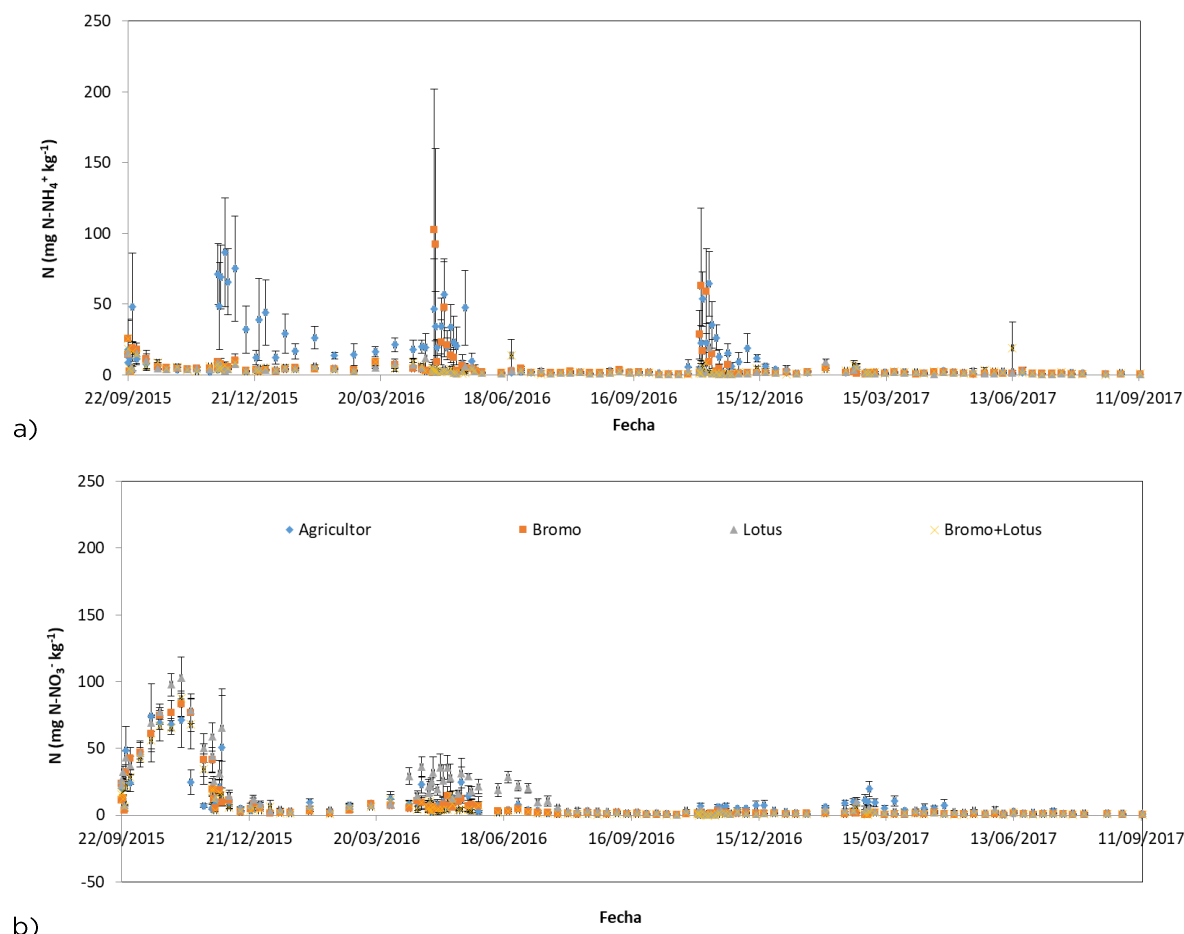 250
200
150
100
50
0
N (mg N-NH₄⁺ kg⁻¹)
22/09/2015 21/12/2015 20/03/2016 18/06/2016 16/09/2016 15/12/2016 15/03/2017 13/06/2017 11/09/2017
Fecha
a)
250
Agricultor Bromo Lotus Bromo+Lotus
200
150
100
50
0
-50
N (mg N-NO₃⁻ kg⁻¹)
22/09/2015 21/12/2015 20/03/2016 18/06/2016 16/09/2016 15/12/2016 15/03/2017 13/06/2017 11/09/2017
Fecha
b)